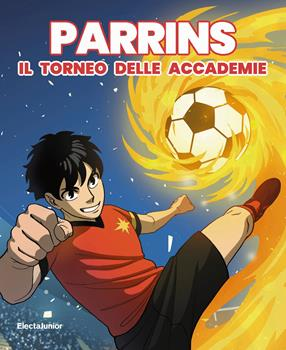 PARRINS
IL TORNEO DELLE ACCADEMIE
ElectaJunior